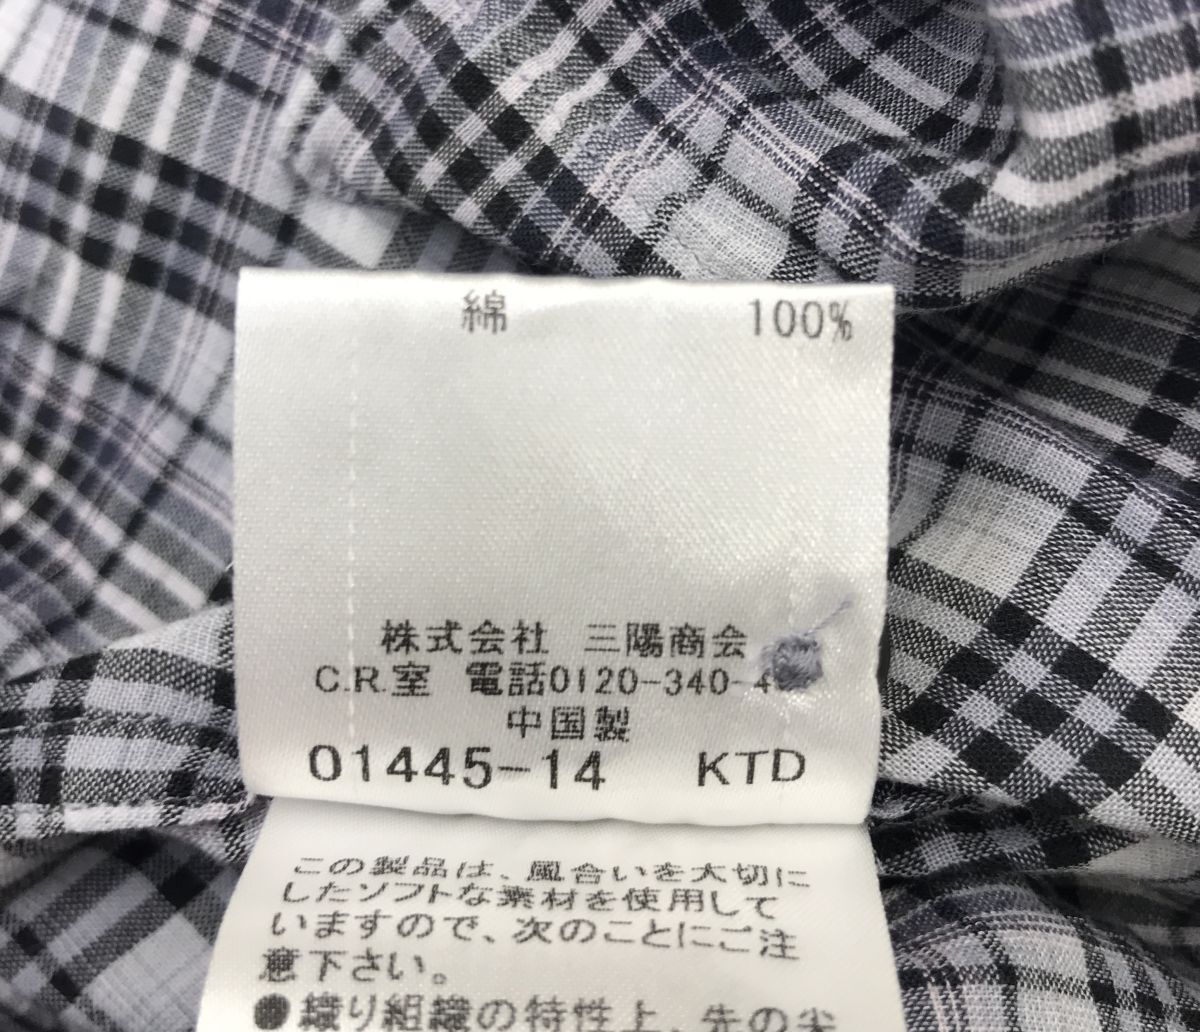 綿 100%
株式会社 三陽商会
C.R.室 電話0120-340-4
中国製
01445-14 KTD
この製品は、風合いを大切に
したソフトな素材を使用して
いますので、次のことにご注
意下さい。
●織り組織の特性上、先の尖